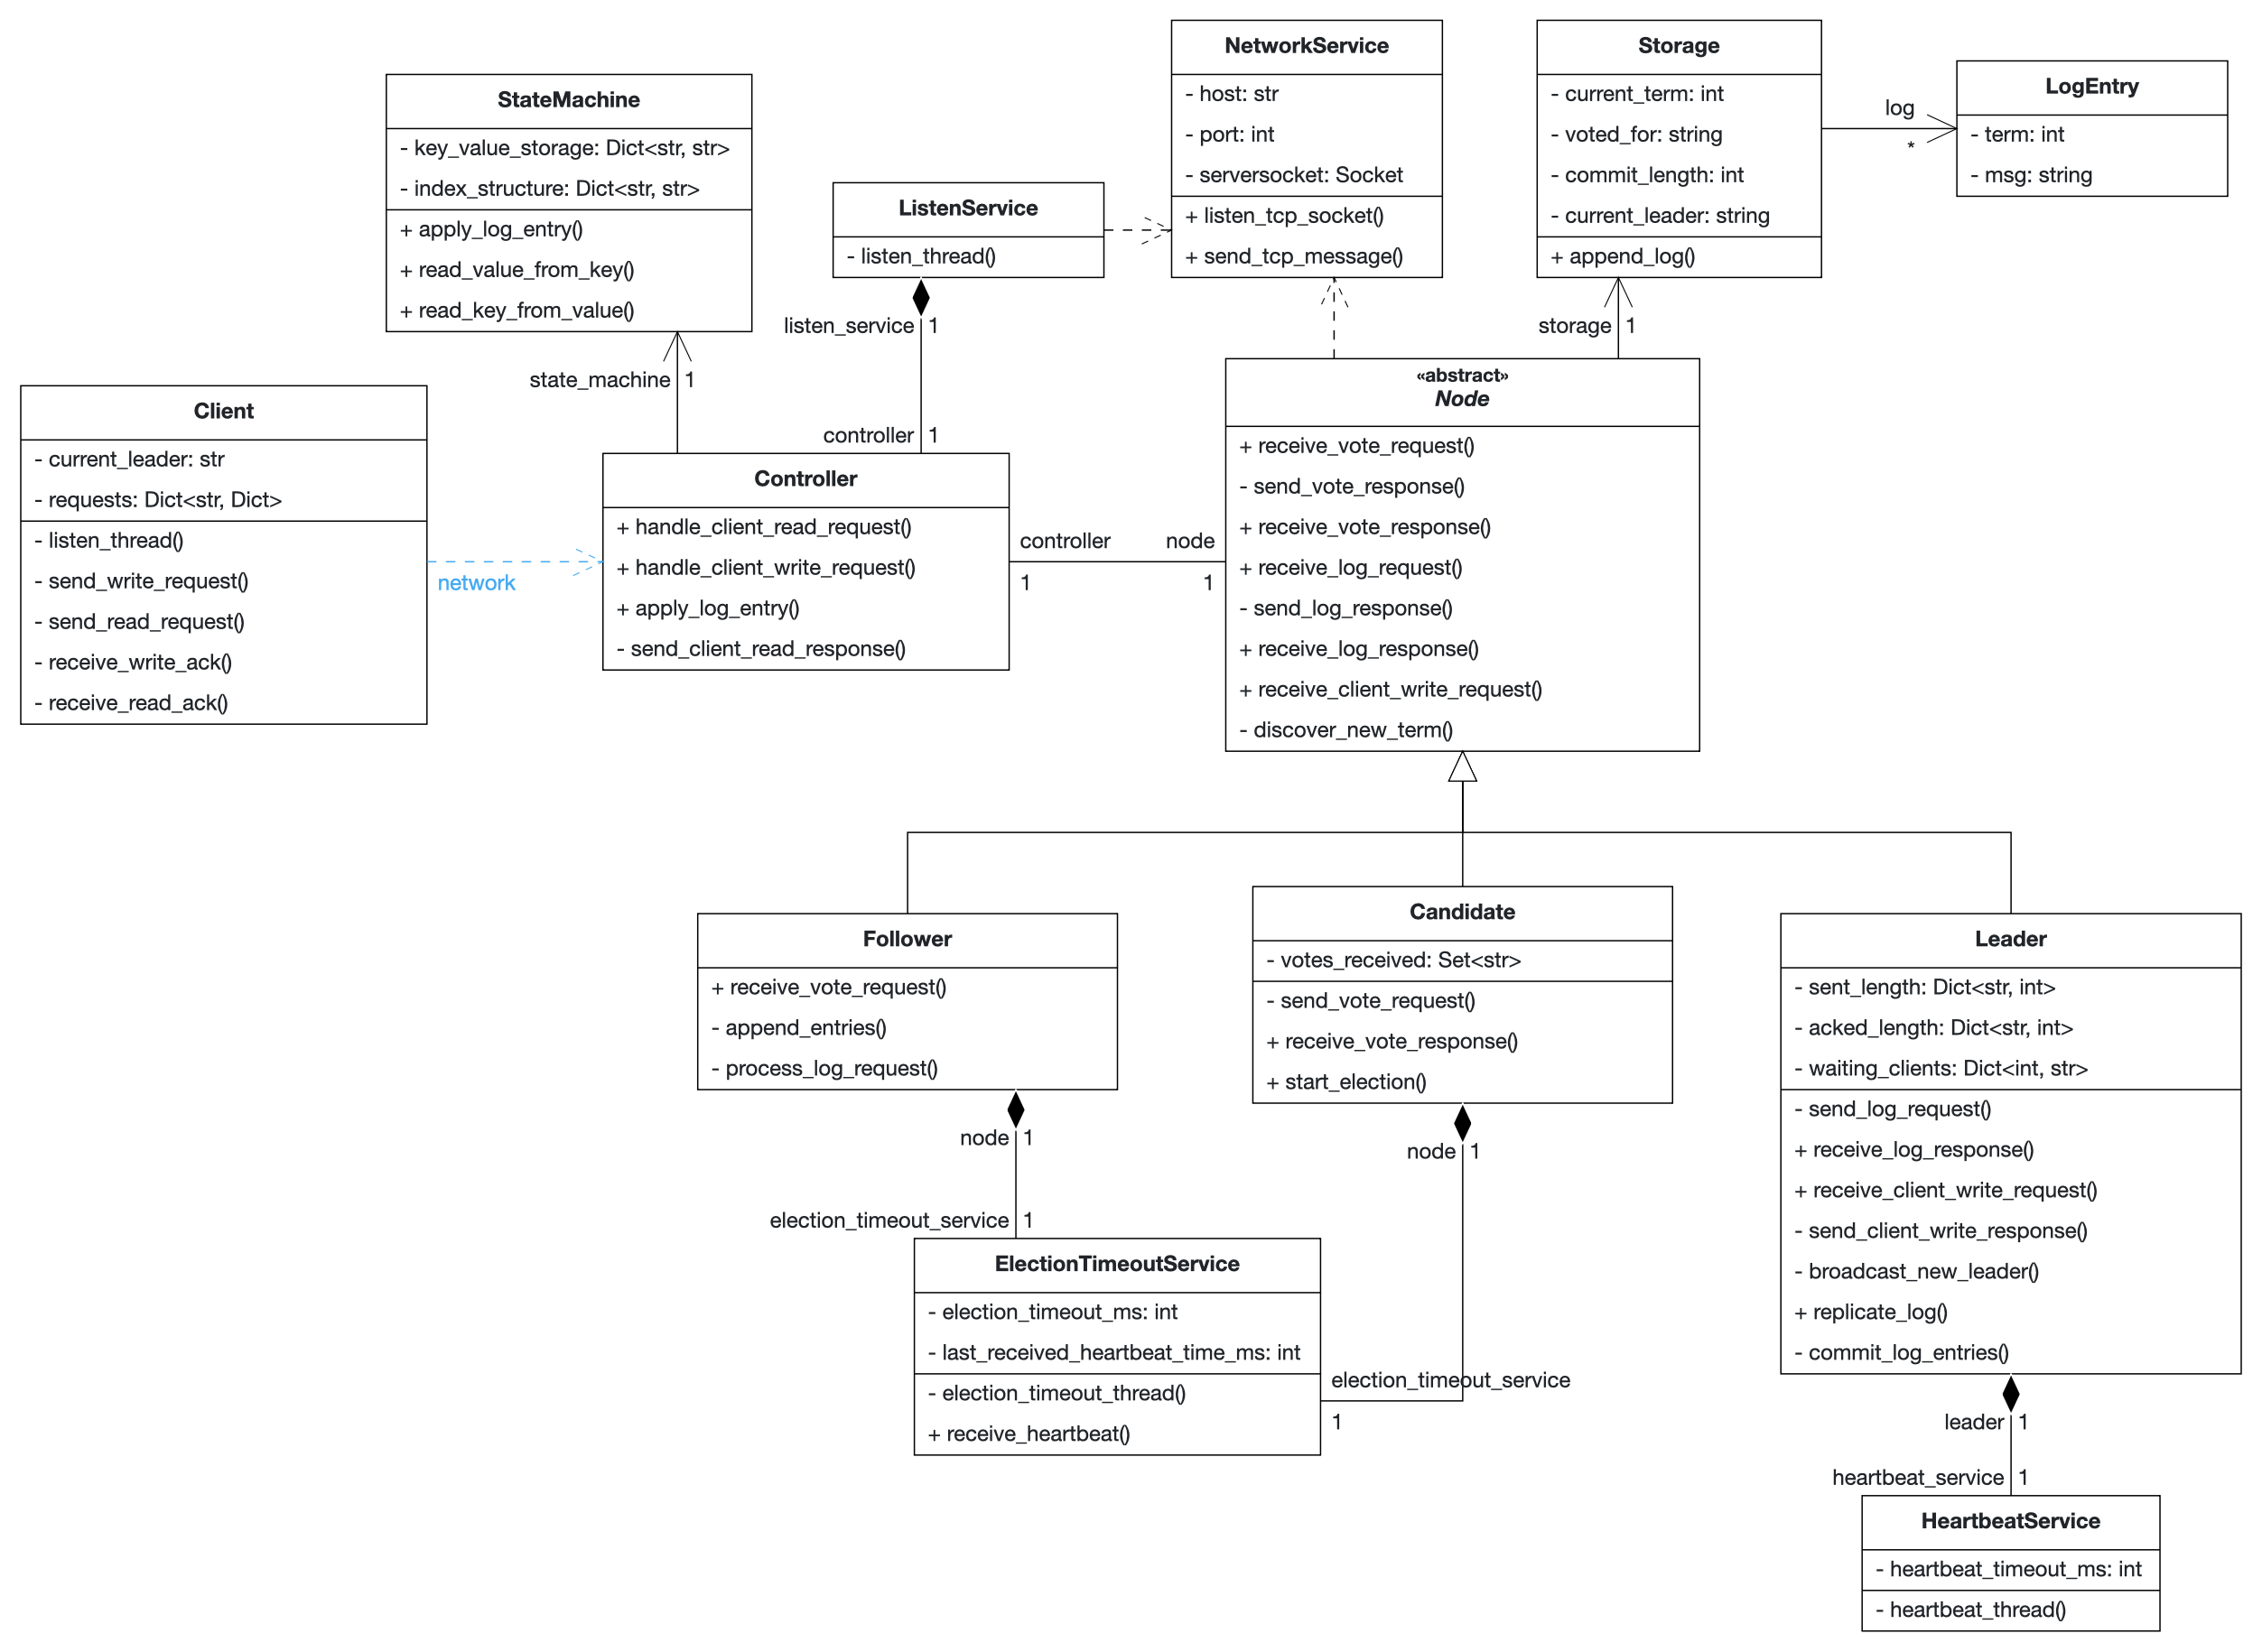 NetworkService
- host: str
- port: int
- serversocket: Socket
+ listen_tcp_socket()
+ send_tcp_message()
Storage
- current_term: int
- voted_for: string
- commit_length: int
- current_leader: string
+ append_log()
log
*
LogEntry
- term: int
- msg: string
StateMachine
- key_value_storage: Dict<str, str>
- index_structure: Dict<str, str>
+ apply_log_entry()
+ read_value_from_key()
+ read_key_from_value()
ListenService
- listen_thread()
listen_service 1
storage 1
state_machine 1
controller 1
Client
- current_leader: str
- requests: Dict<str, Dict>
- listen_thread()
- send_write_request()
- send_read_request()
- receive_write_ack()
- receive_read_ack()
network
Controller
+ handle_client_read_request()
+ handle_client_write_request()
+ apply_log_entry()
- send_client_read_response()
controller node
1 1
«abstract»
Node
+ receive_vote_request()
- send_vote_response()
+ receive_vote_response()
+ receive_log_request()
- send_log_response()
+ receive_log_response()
+ receive_client_write_request()
- discover_new_term()
Follower
+ receive_vote_request()
- append_entries()
- process_log_request()
node 1
election_timeout_service 1
Candidate
- votes_received: Set<str>
- send_vote_request()
+ receive_vote_response()
+ start_election()
node 1
election_timeout_service
1
ElectionTimeoutService
- election_timeout_ms: int
- last_received_heartbeat_time_ms: int
- election_timeout_thread()
+ receive_heartbeat()
Leader
- sent_length: Dict<str, int>
- acked_length: Dict<str, int>
- waiting_clients: Dict<int, str>
- send_log_request()
+ receive_log_response()
+ receive_client_write_request()
- send_client_write_response()
- broadcast_new_leader()
+ replicate_log()
- commit_log_entries()
leader 1
heartbeat_service 1
HeartbeatService
- heartbeat_timeout_ms: int
- heartbeat_thread()